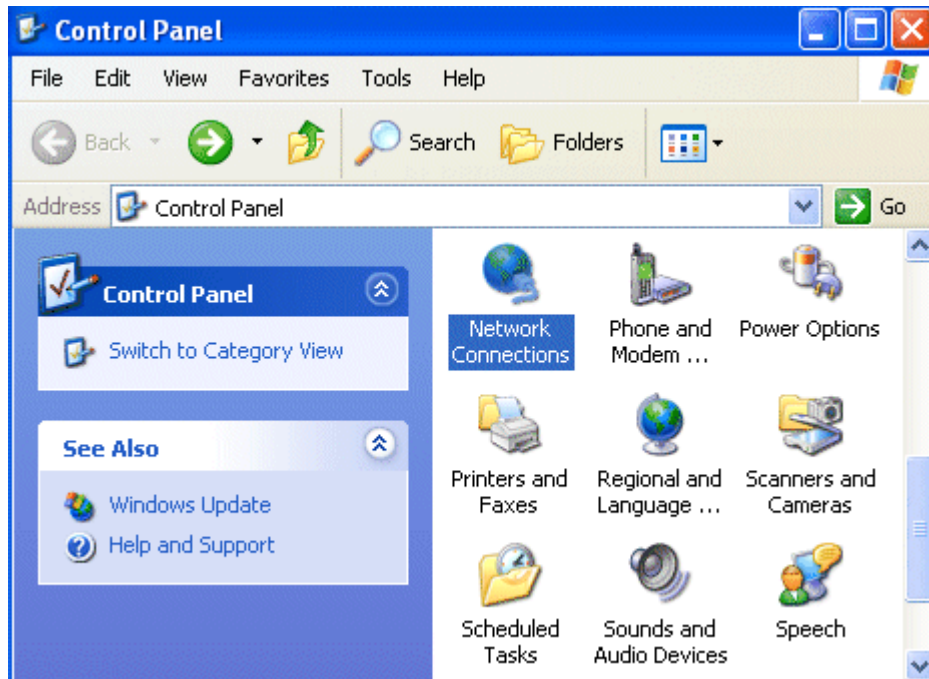 Control Panel
File Edit View Favorites Tools Help
Back Search Folders
Address Control Panel Go
Control Panel
Switch to Category View
See Also
Windows Update
Help and Support
Network Connections
Phone and Modem ...
Power Options
Printers and Faxes
Regional and Language ...
Scanners and Cameras
Scheduled Tasks
Sounds and Audio Devices
Speech